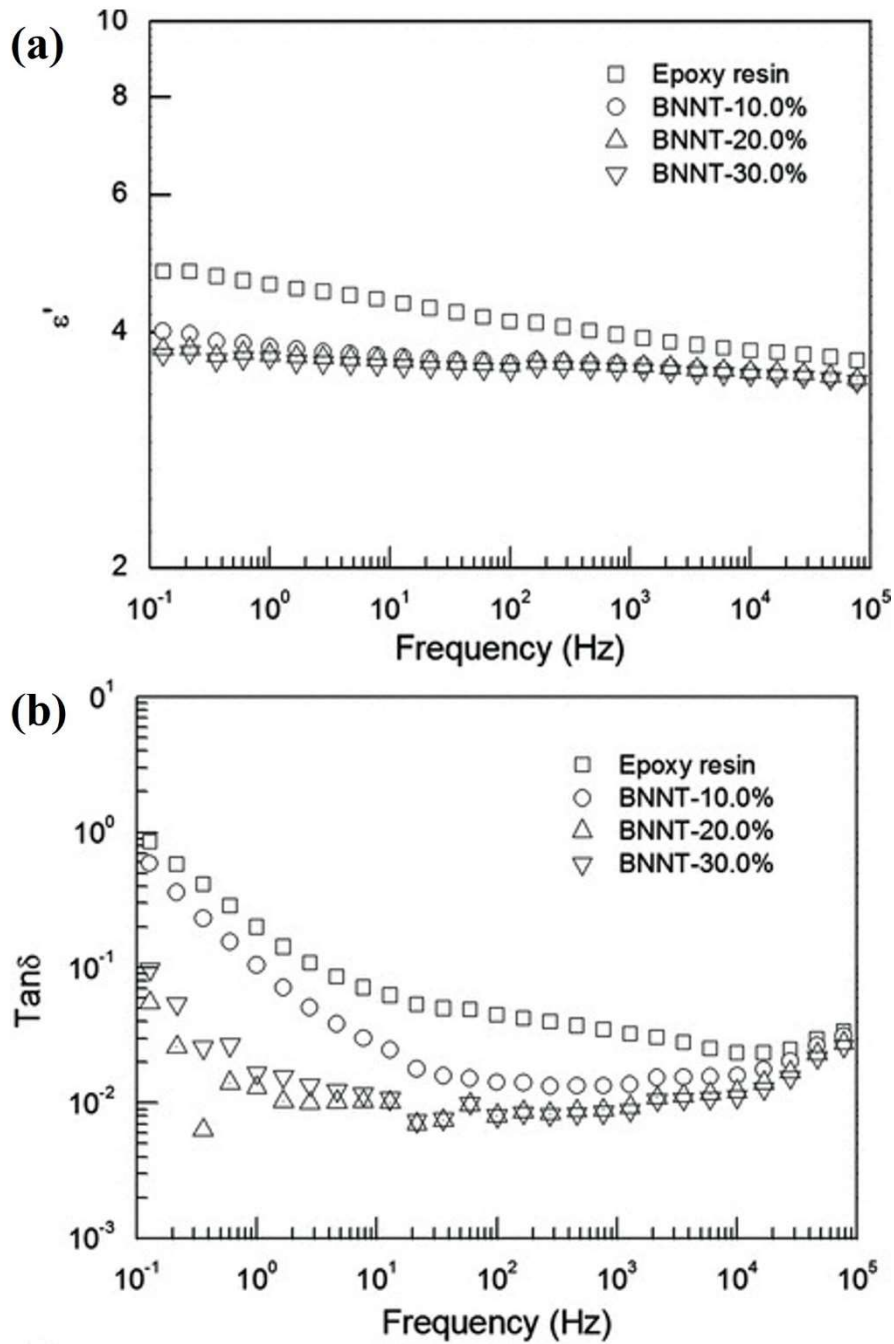 (a)
10
8
6
4
2
ε'
Epoxy resin
BNNT-10.0%
BNNT-20.0%
BNNT-30.0%
10⁻¹ 10⁰ 10¹ 10² 10³ 10⁴ 10⁵
Frequency (Hz)
(b)
0¹
10⁰
10⁻¹
10⁻²
10⁻³
Tanδ
Epoxy resin
BNNT-10.0%
BNNT-20.0%
BNNT-30.0%
10⁻¹ 10⁰ 10¹ 10² 10³ 10⁴ 10⁵
Frequency (Hz)